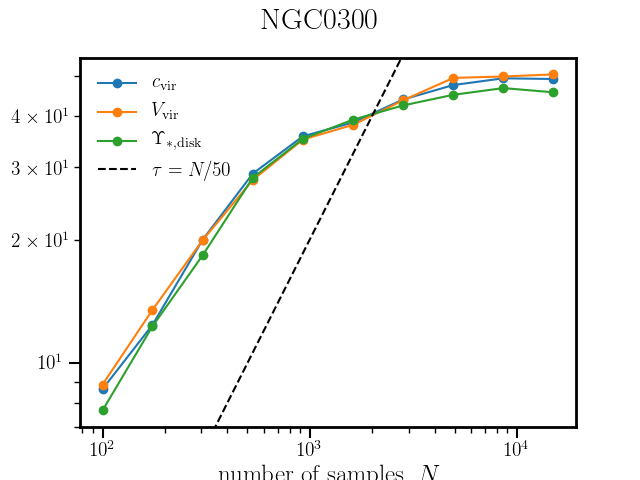 NGC0300
c_vir
V_vir
ϒ_*,disk
τ = N/50
4 × 10^1
3 × 10^1
2 × 10^1
10^1
10^2
10^3
10^4
number of samples, N